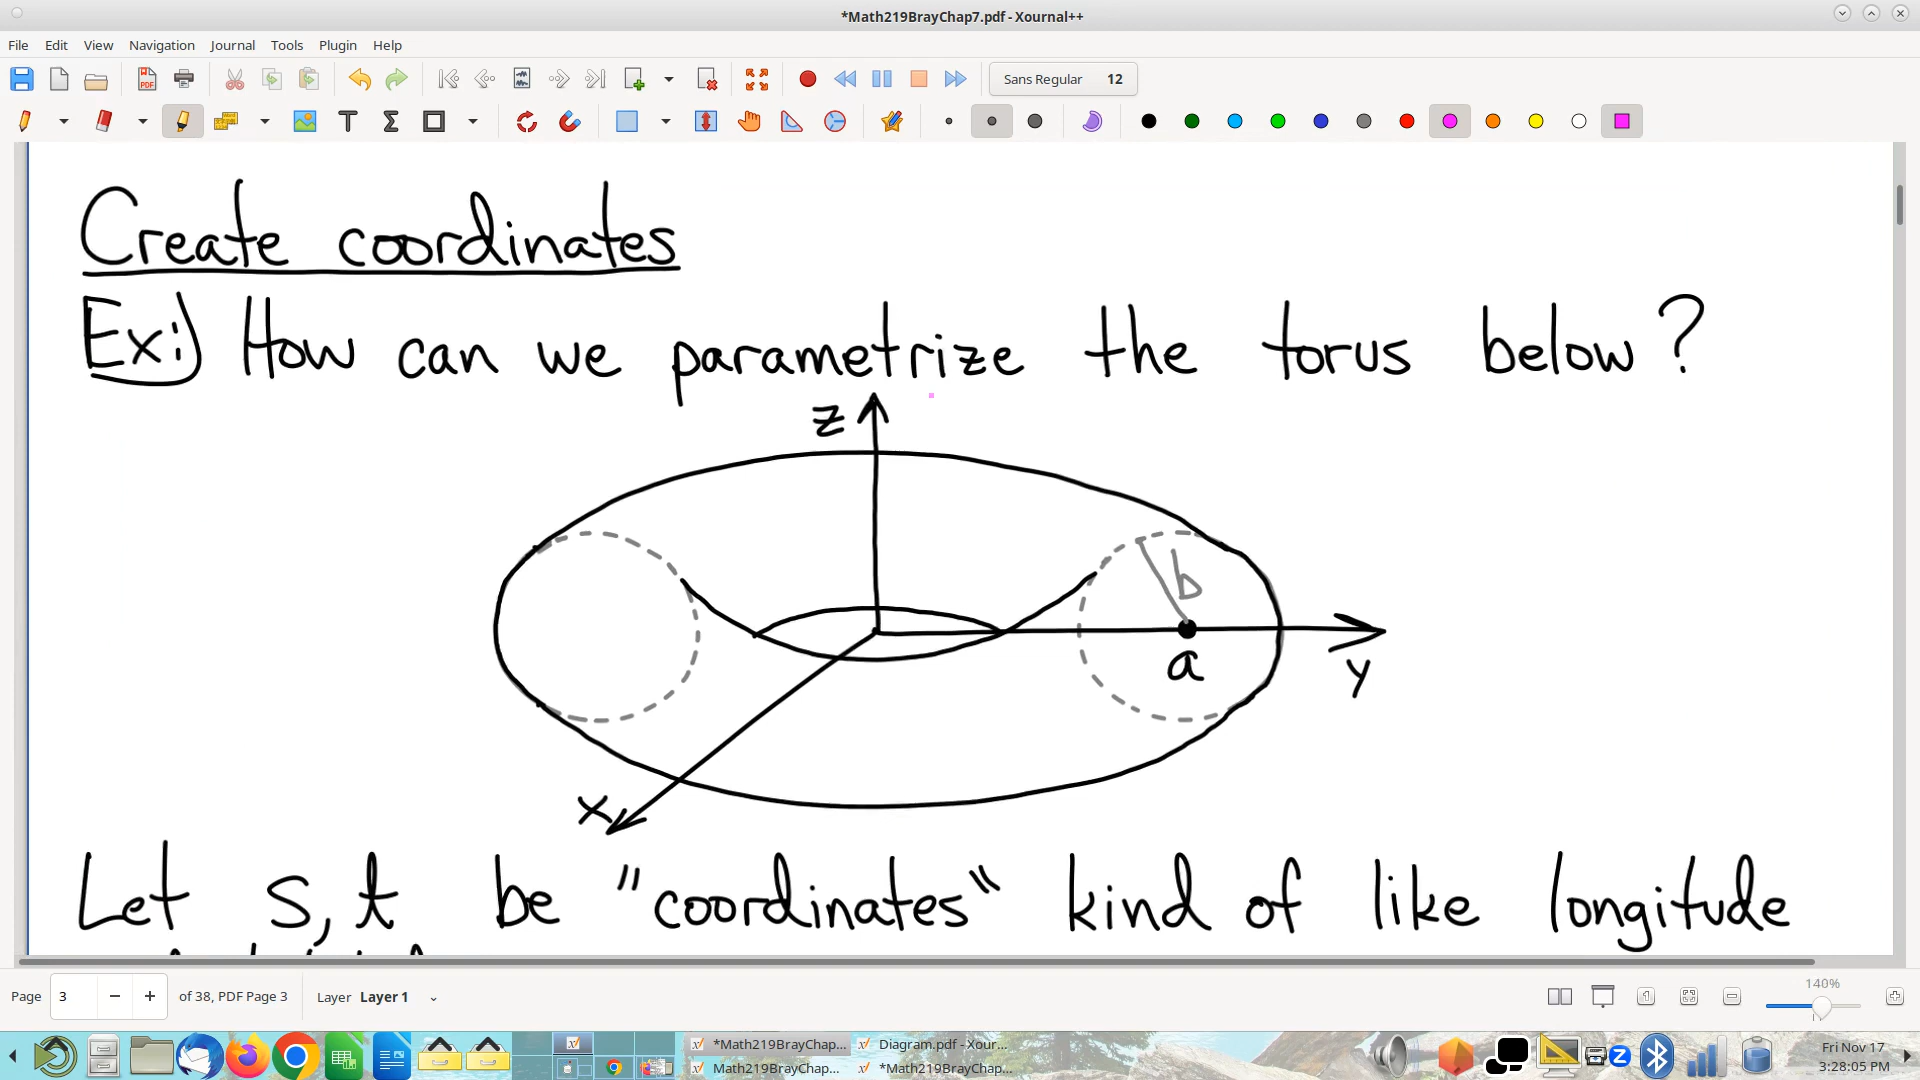 *Math219BrayChap7.pdf - Xournal++
File Edit View Navigation Journal Tools Plugin Help
Sans Regular 12
Create coordinates
Ex:) How can we parametrize the torus below?
z
b
a
y
x
Let s, t be "coordinates" kind of like longitude
Page 3 of 38, PDF Page 3 Layer Layer 1
140%
*Math219BrayChap... Diagram.pdf - Xour...
Math219BrayChap... *Math219BrayChap...
Fri Nov 17
3:28:05 PM